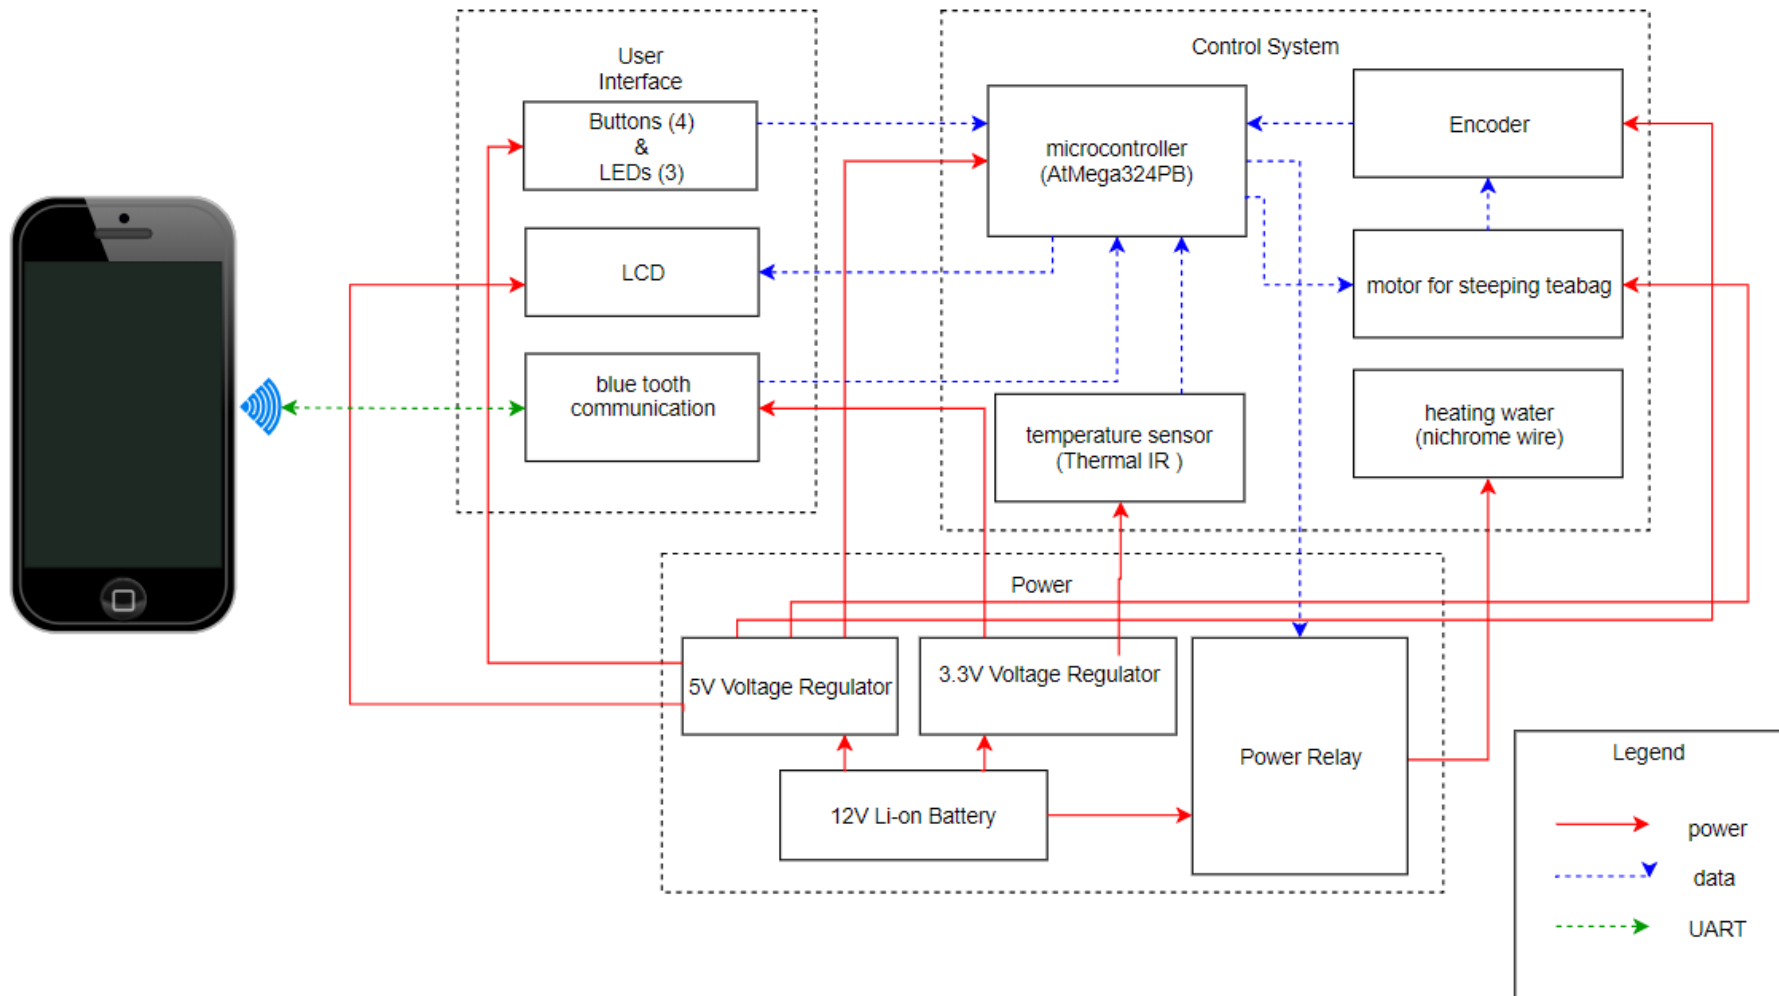 User
Interface
Buttons (4)
&
LEDs (3)
LCD
blue tooth
communication
Control System
microcontroller
(AtMega324PB)
Encoder
motor for steeping teabag
temperature sensor
(Thermal IR )
heating water
(nichrome wire)
Power
5V Voltage Regulator
3.3V Voltage Regulator
12V Li-on Battery
Power Relay
Legend
power
data
UART